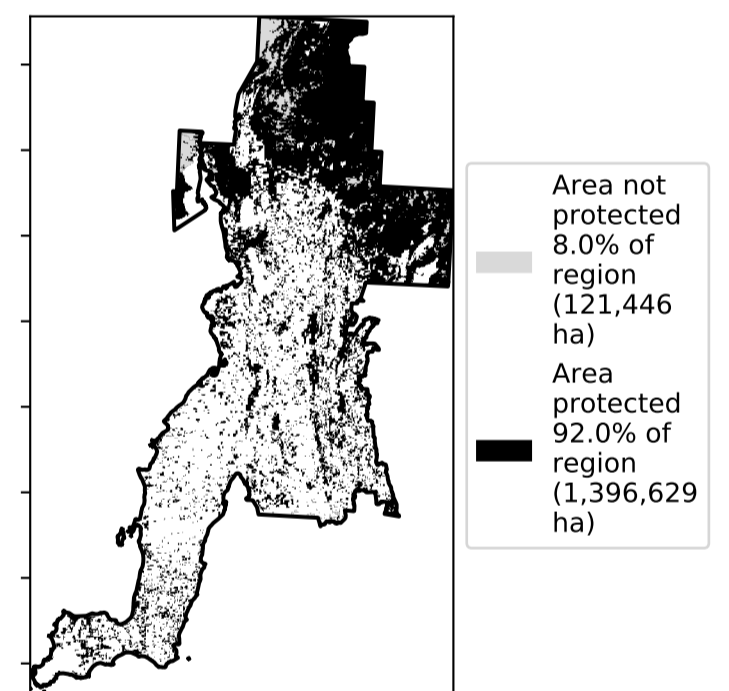 Area not
protected
8.0% of
region
(121,446
ha)
Area
protected
92.0% of
region
(1,396,629
ha)